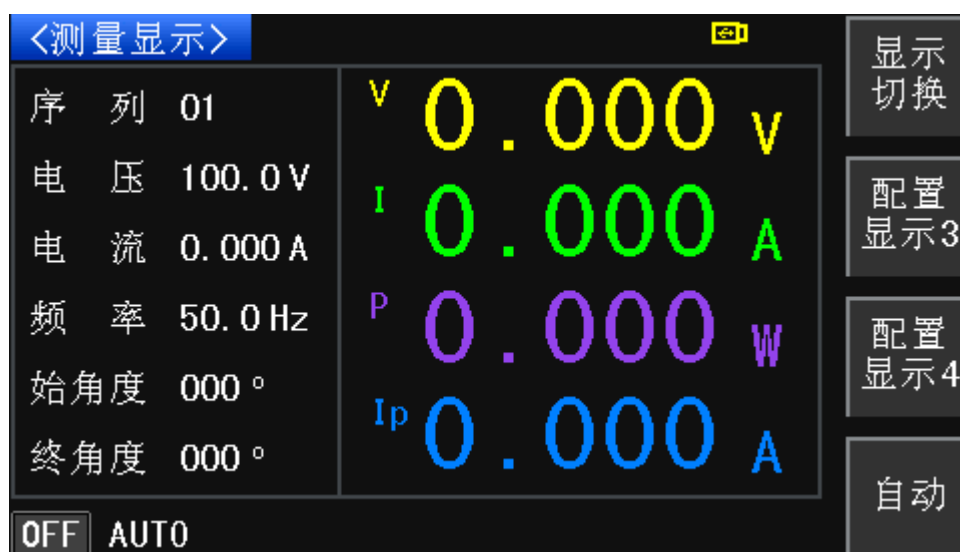 <测量显示>
序 列 01
电 压 100.0V
电 流 0.000A
频 率 50.0Hz
始角度 000°
终角度 000°
V 0.000 V
I 0.000 A
P 0.000 W
Ip 0.000 A
OFF AUTO
显示
切换
配置
显示3
配置
显示4
自动